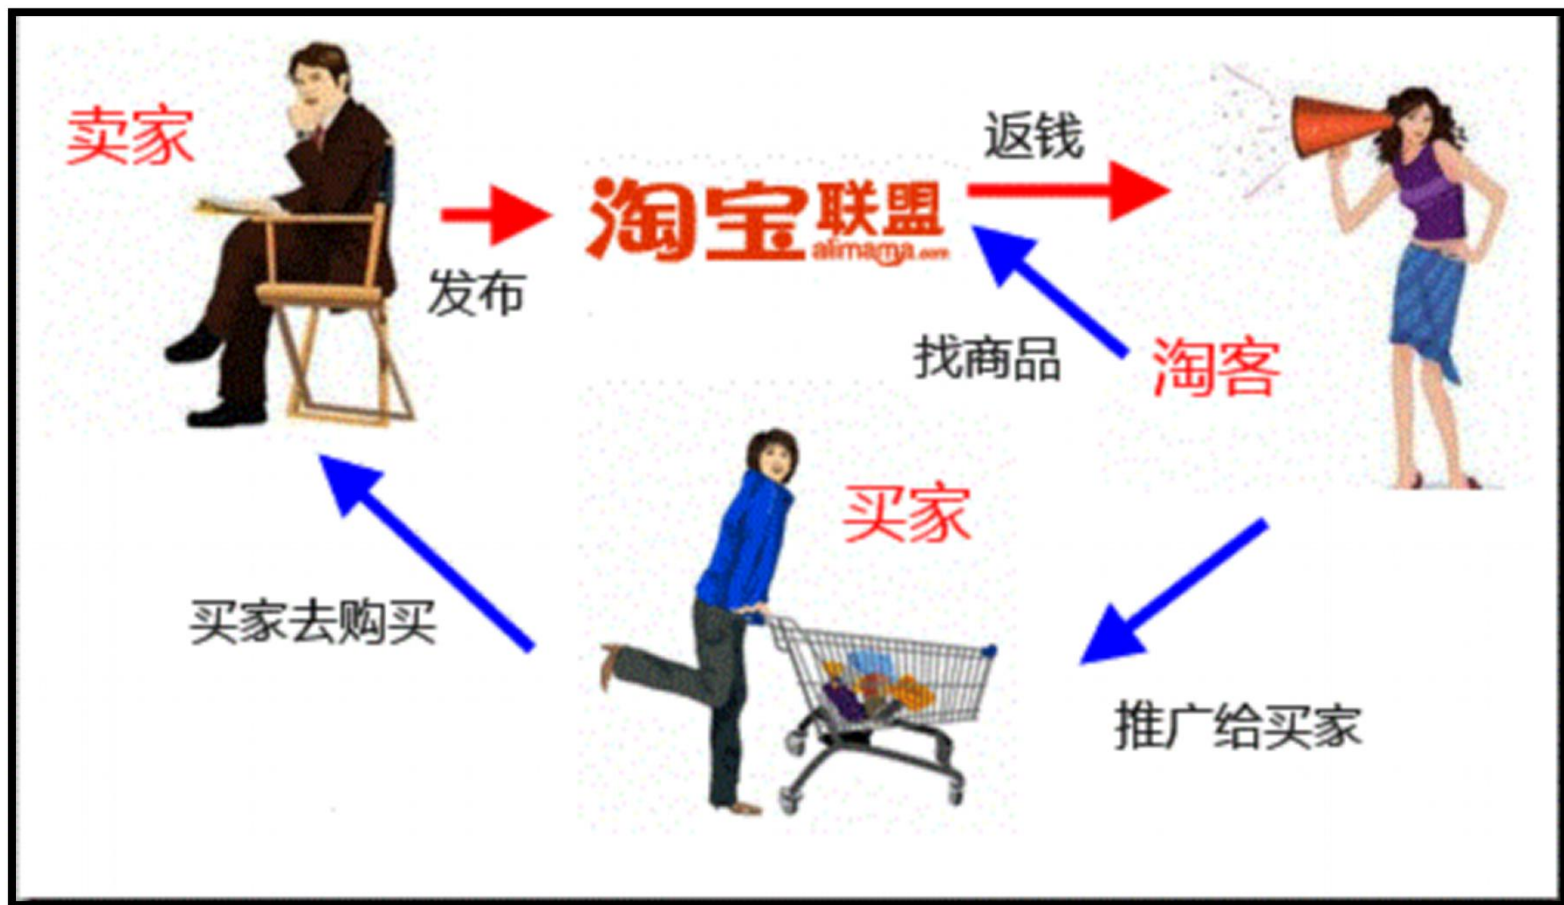 卖家
返钱
淘宝联盟
alimama.com
发布
找商品
淘客
买家
买家去购买
推广给买家